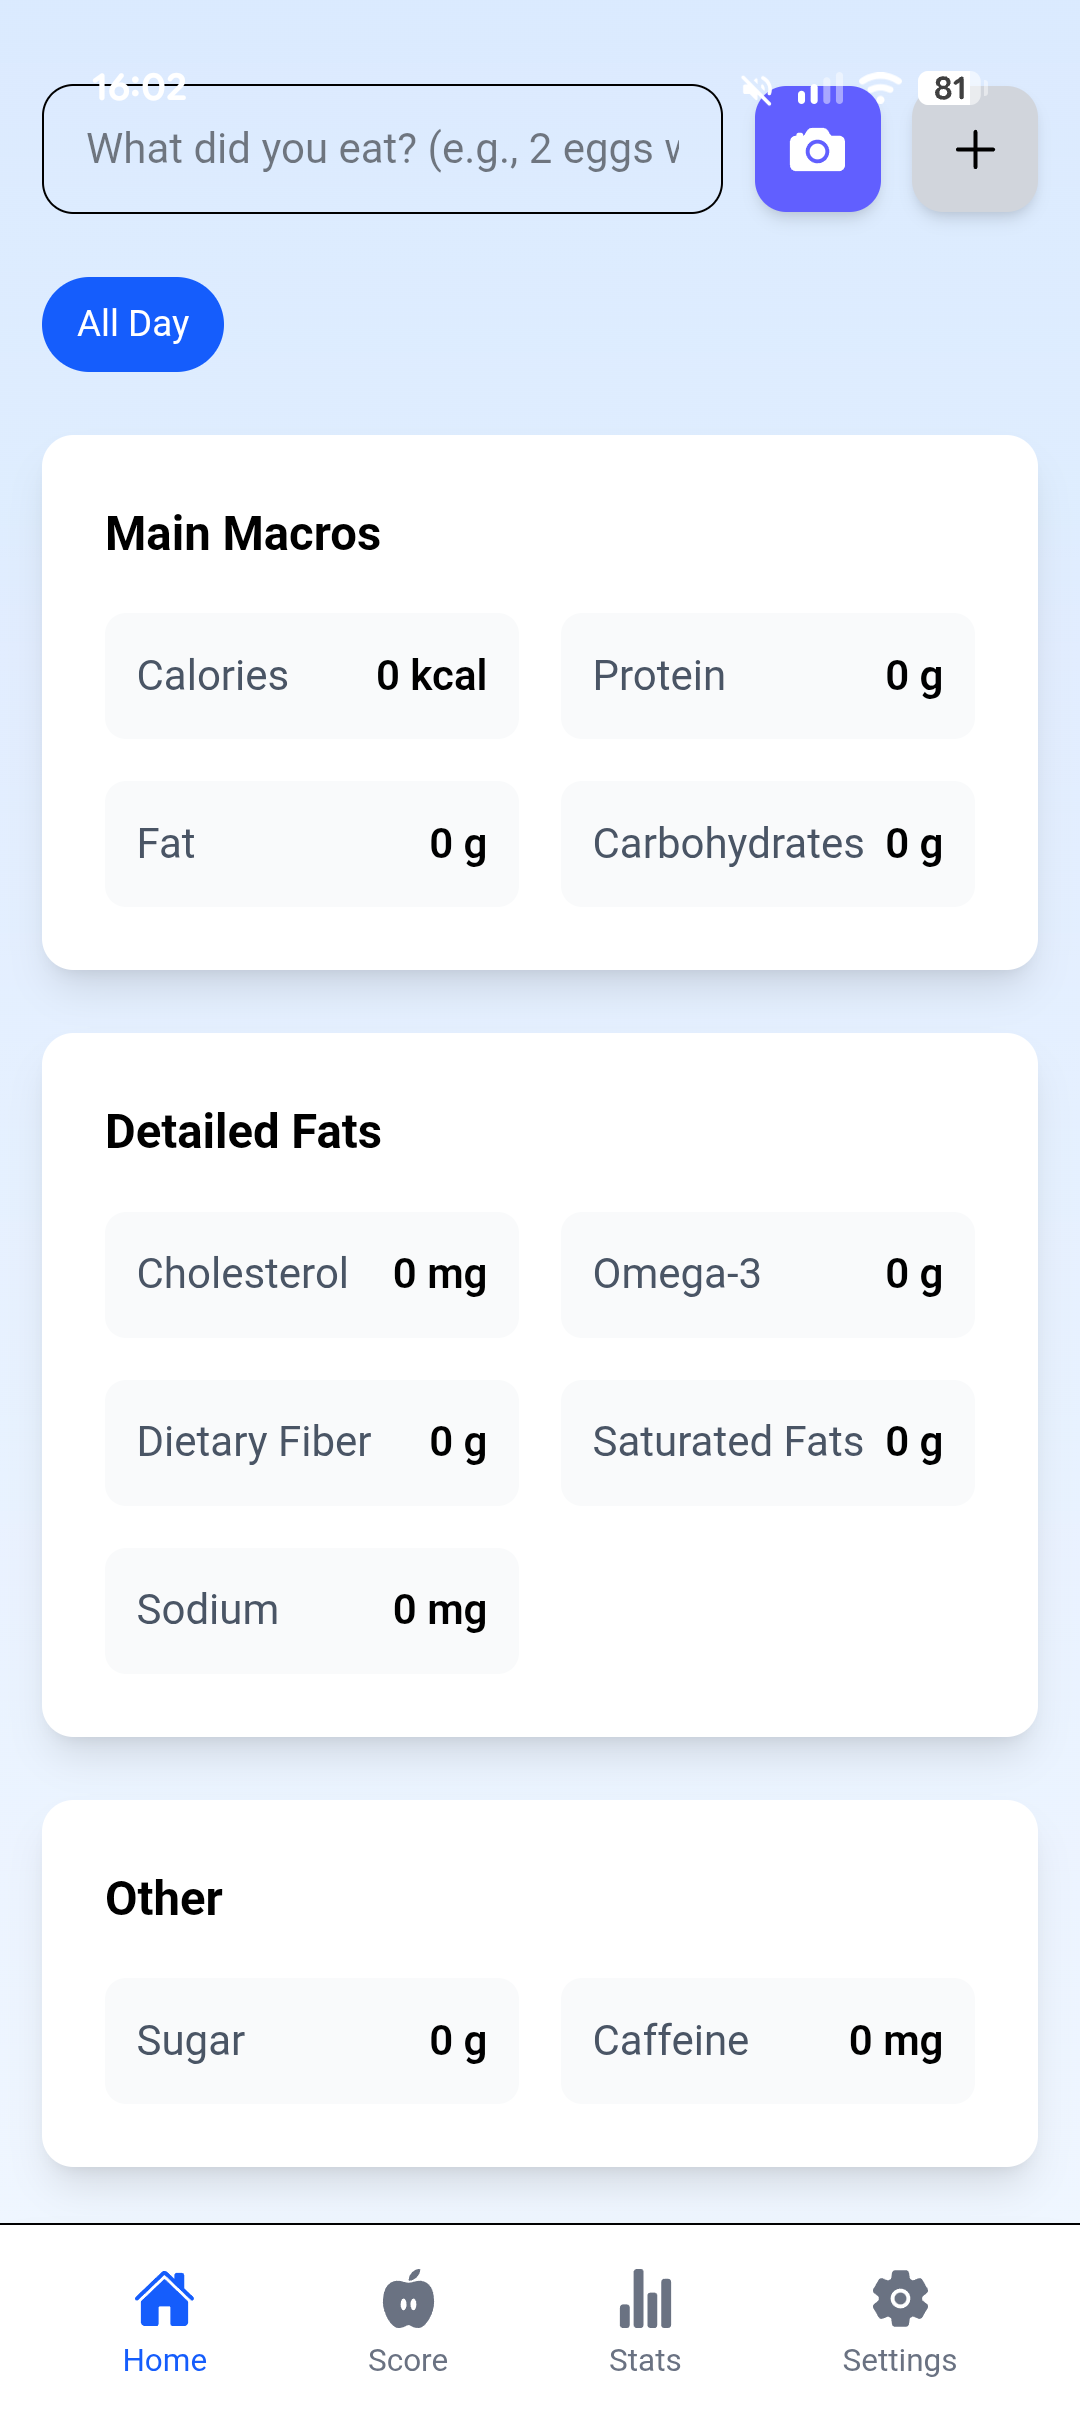 16:02
81
What did you eat? (e.g., 2 eggs
All Day
Main Macros
Calories 0 kcal
Protein 0 g
Fat 0 g
Carbohydrates 0 g
Detailed Fats
Cholesterol 0 mg
Omega-3 0 g
Dietary Fiber 0 g
Saturated Fats 0 g
Sodium 0 mg
Other
Sugar 0 g
Caffeine 0 mg
Home
Score
Stats
Settings